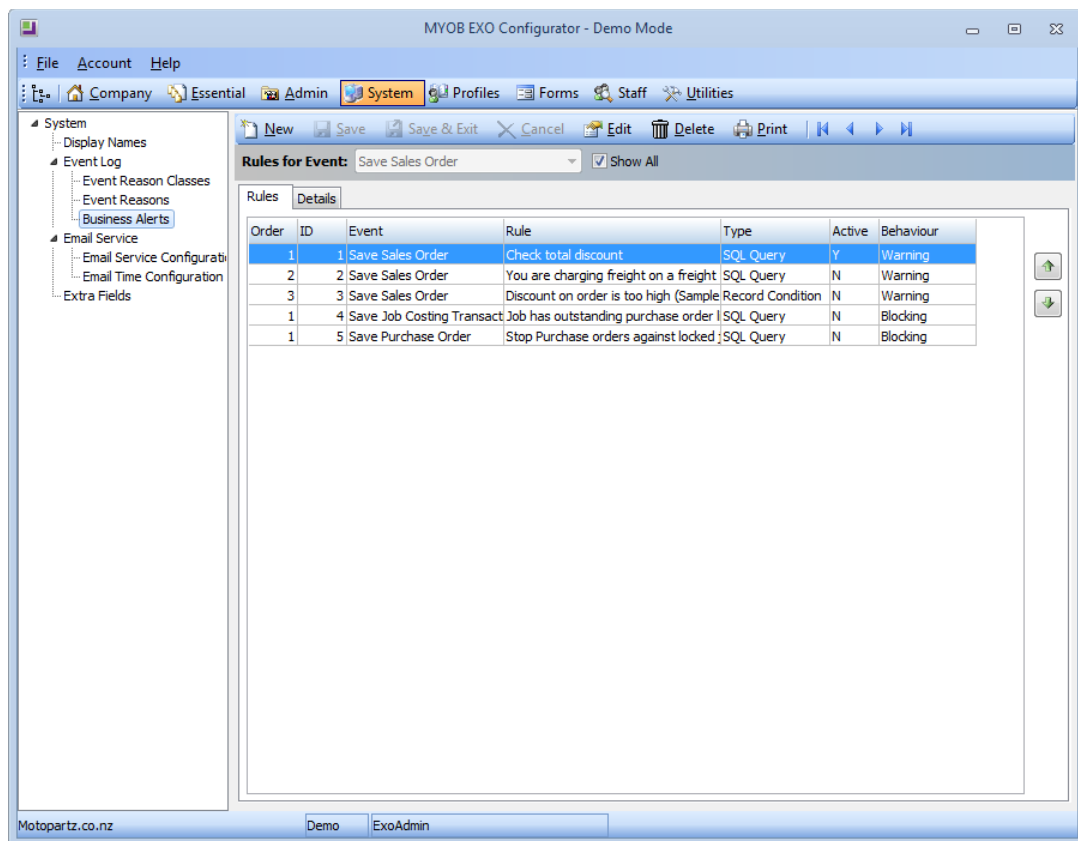 MYOB EXO Configurator - Demo Mode
File Account Help
Company Essential Admin System Profiles Forms Staff Utilities
System
Display Names
Event Log
Event Reason Classes
Event Reasons
Business Alerts
Email Service
Email Service Configurati
Email Time Configuration
Extra Fields
New Save Save & Exit Cancel Edit Delete Print
Rules for Event: Save Sales Order Show All
Rules Details
Order ID Event Rule Type Active Behaviour
1 1 Save Sales Order Check total discount SQL Query Y Warning
2 2 Save Sales Order You are charging freight on a freight SQL Query N Warning
3 3 Save Sales Order Discount on order is too high (Sample Record Condition N Warning
1 4 Save Job Costing Transact Job has outstanding purchase order l SQL Query N Blocking
1 5 Save Purchase Order Stop Purchase orders against locked j SQL Query N Blocking
Motopartz.co.nz Demo ExoAdmin